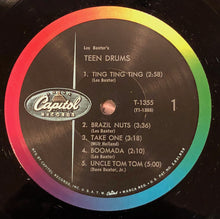 Les Baxter's
TEEN DRUMS
1. TING TING TING (2:58)
(Les Baxter)
Capitol
RECORDS
T-1355
(T1-1355)
1
2. BRAZIL NUTS (3:36)
(Les Baxter)
3. TAKE ONE (3:18)
(Milt Holland)
4. BOOMADA (2:10)
(Les Baxter)
5. UNCLE TOM TOM (5:00)
(Dave Baxter, Jr.)